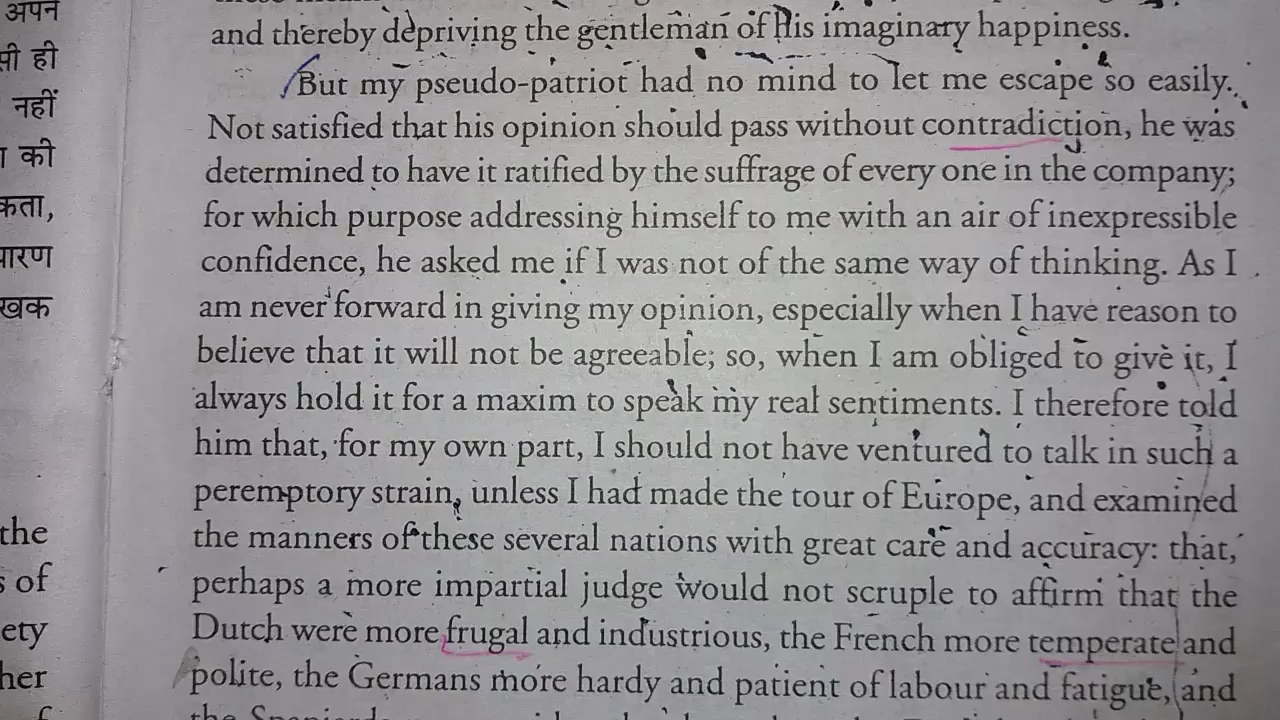 अपने
सी ही
नहीं
की
कता,
खक
the
of
and thereby depriving the gentleman of his imaginary happiness.
But my pseudo-patriot had no mind to let me escape so easily.
Not satisfied that his opinion should pass without contradiction, he was
determined to have it ratified by the suffrage of every one in the company;
for which purpose addressing himself to me with an air of inexpressible
confidence, he asked me if I was not of the same way of thinking. As I
am never forward in giving my opinion, especially when I have reason to
believe that it will not be agreeable; so, when I am obliged to give it, I
always hold it for a maxim to speak my real sentiments. I therefore told
him that, for my own part, I should not have ventured to talk in such a
peremptory strain, unless I had made the tour of Europe, and examined
the manners of these several nations with great care and accuracy: that,
perhaps a more impartial judge would not scruple to affirm that the
Dutch were more frugal and industrious, the French more temperate and
polite, the Germans more hardy and patient of labour and fatigue, and